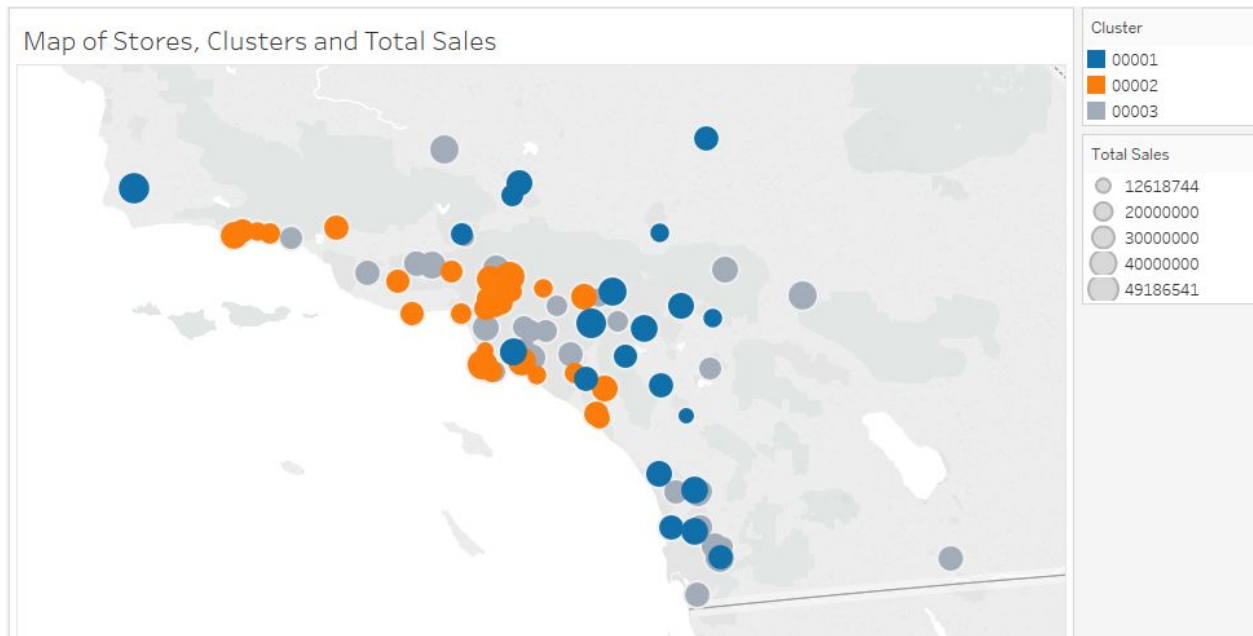 Map of Stores, Clusters and Total Sales
Cluster
00001
00002
00003
Total Sales
12618744
20000000
30000000
40000000
49186541